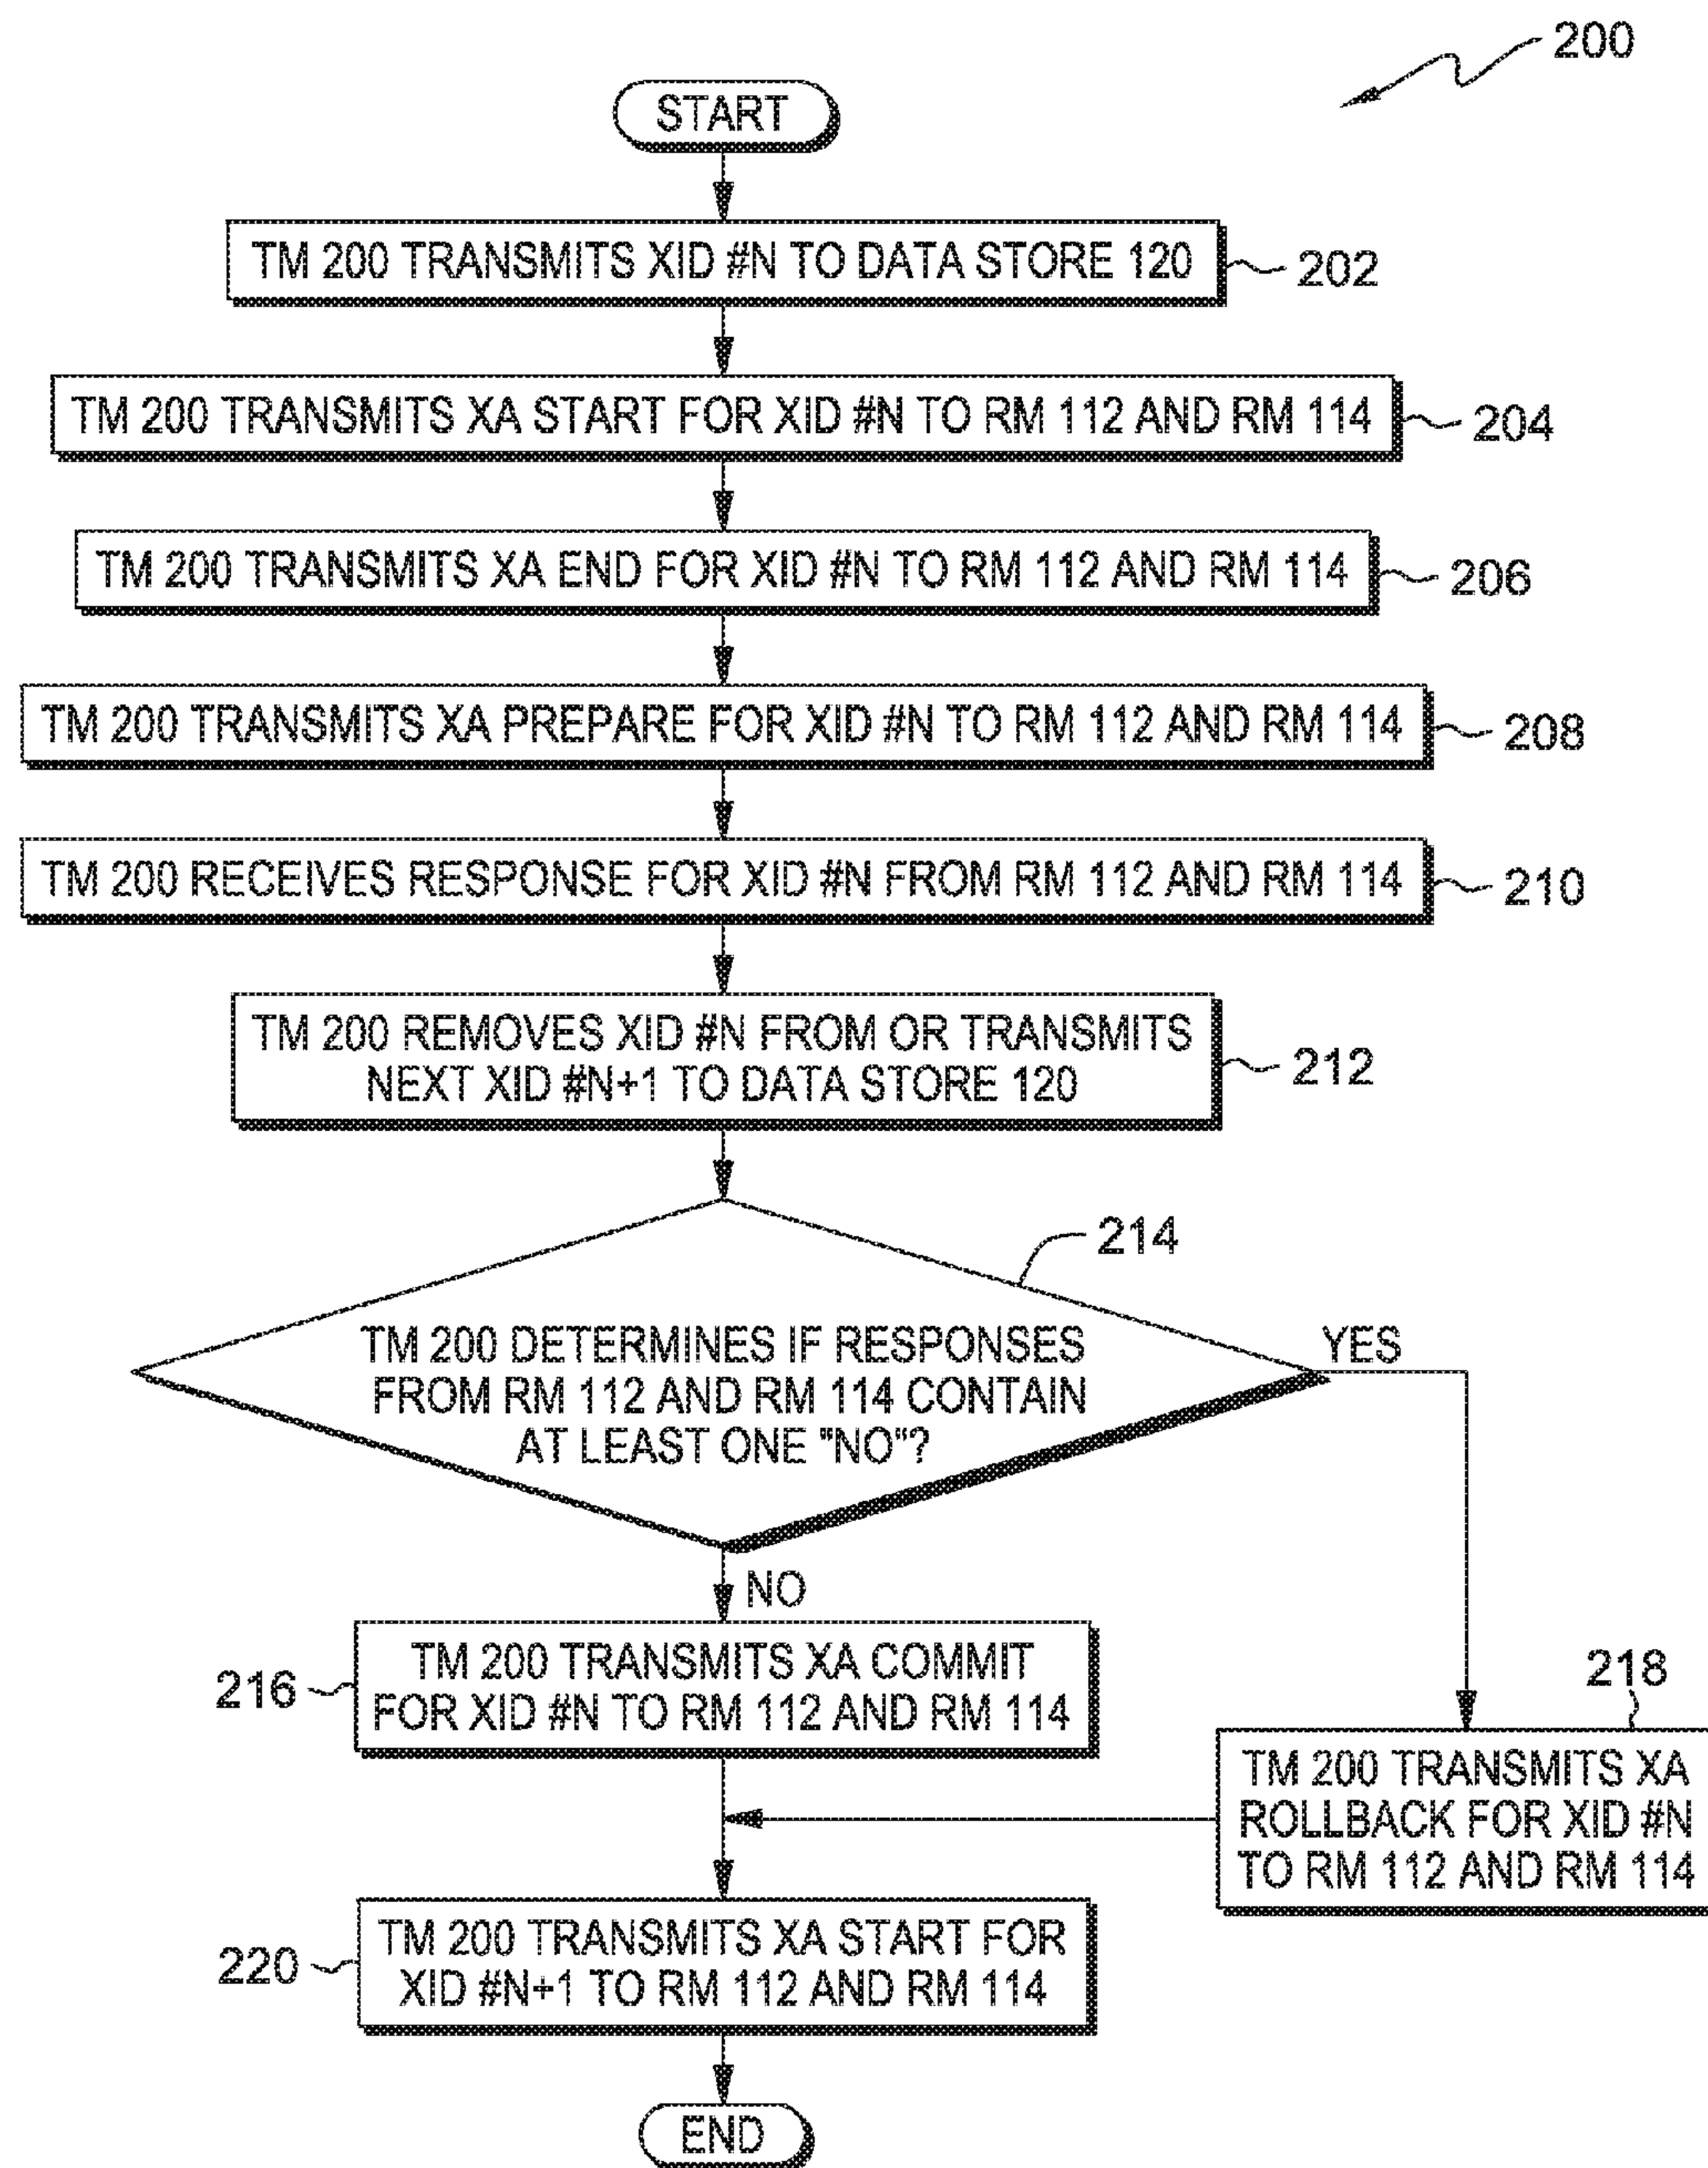 200
START
TM 200 TRANSMITS XID #N TO DATA STORE 120
202
TM 200 TRANSMITS XA START FOR XID #N TO RM 112 AND RM 114
204
TM 200 TRANSMITS XA END FOR XID #N TO RM 112 AND RM 114
206
TM 200 TRANSMITS XA PREPARE FOR XID #N TO RM 112 AND RM 114
208
TM 200 RECEIVES RESPONSE FOR XID #N FROM RM 112 AND RM 114
210
TM 200 REMOVES XID #N FROM OR TRANSMITS
NEXT XID #N+1 TO DATA STORE 120
212
214
TM 200 DETERMINES IF RESPONSES
FROM RM 112 AND RM 114 CONTAIN
AT LEAST ONE "NO"?
YES
NO
216
TM 200 TRANSMITS XA COMMIT
FOR XID #N TO RM 112 AND RM 114
218
TM 200 TRANSMITS XA
ROLLBACK FOR XID #N
TO RM 112 AND RM 114
220
TM 200 TRANSMITS XA START FOR
XID #N+1 TO RM 112 AND RM 114
END